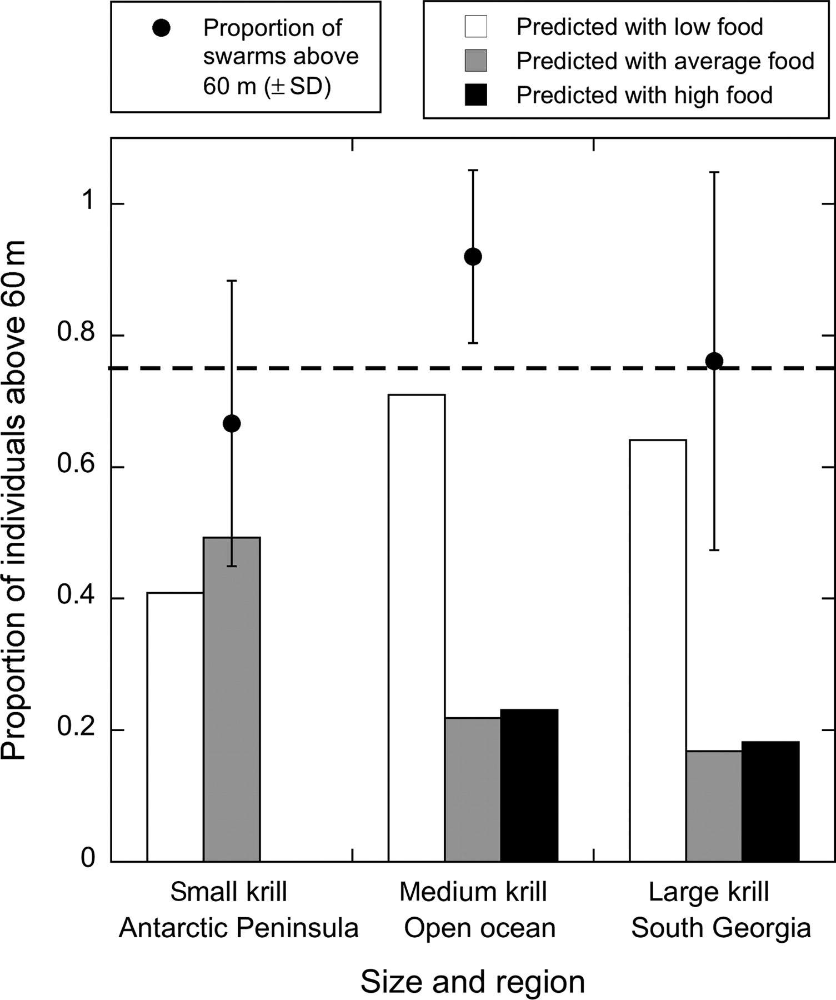 Proportion of
swarms above
60 m (± SD)
Predicted with low food
Predicted with average food
Predicted with high food
Proportion of individuals above 60 m
1
0.8
0.6
0.4
0.2
0
Small krill
Antarctic Peninsula
Medium krill
Open ocean
Large krill
South Georgia
Size and region